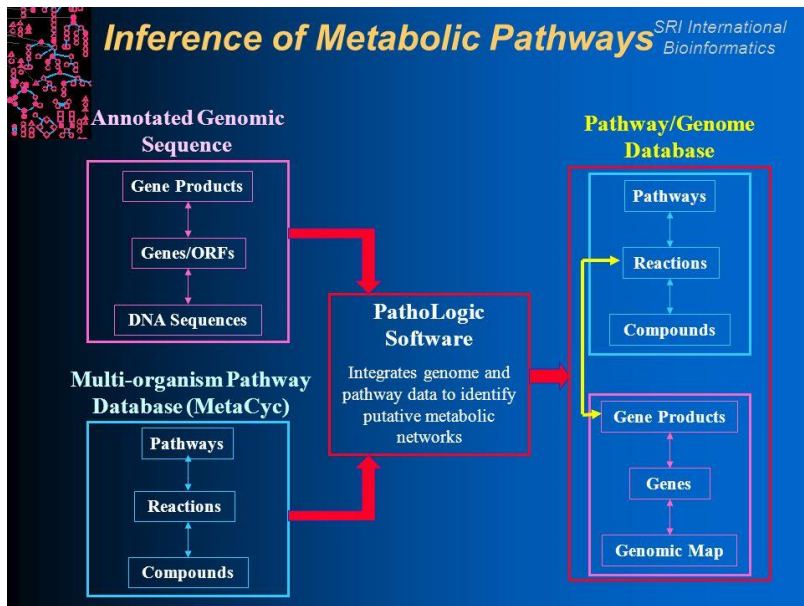 Inference of Metabolic Pathways
SRI International
Bioinformatics
Annotated Genomic
Sequence
Gene Products
Genes/ORFs
DNA Sequences
Multi-organism Pathway
Database (MetaCyc)
Pathways
Reactions
Compounds
PathoLogic
Software
Integrates genome and
pathway data to identify
putative metabolic
networks
Pathway/Genome
Database
Pathways
Reactions
Compounds
Gene Products
Genes
Genomic Map